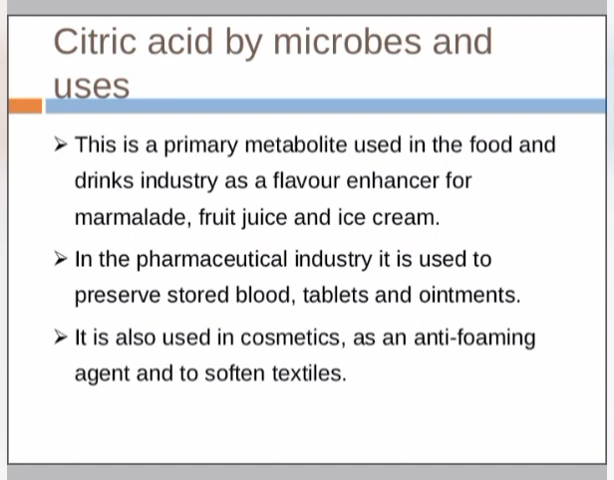 Citric acid by microbes and
uses
➢ This is a primary metabolite used in the food and
drinks industry as a flavour enhancer for
marmalade, fruit juice and ice cream.
➢ In the pharmaceutical industry it is used to
preserve stored blood, tablets and ointments.
➢ It is also used in cosmetics, as an anti-foaming
agent and to soften textiles.